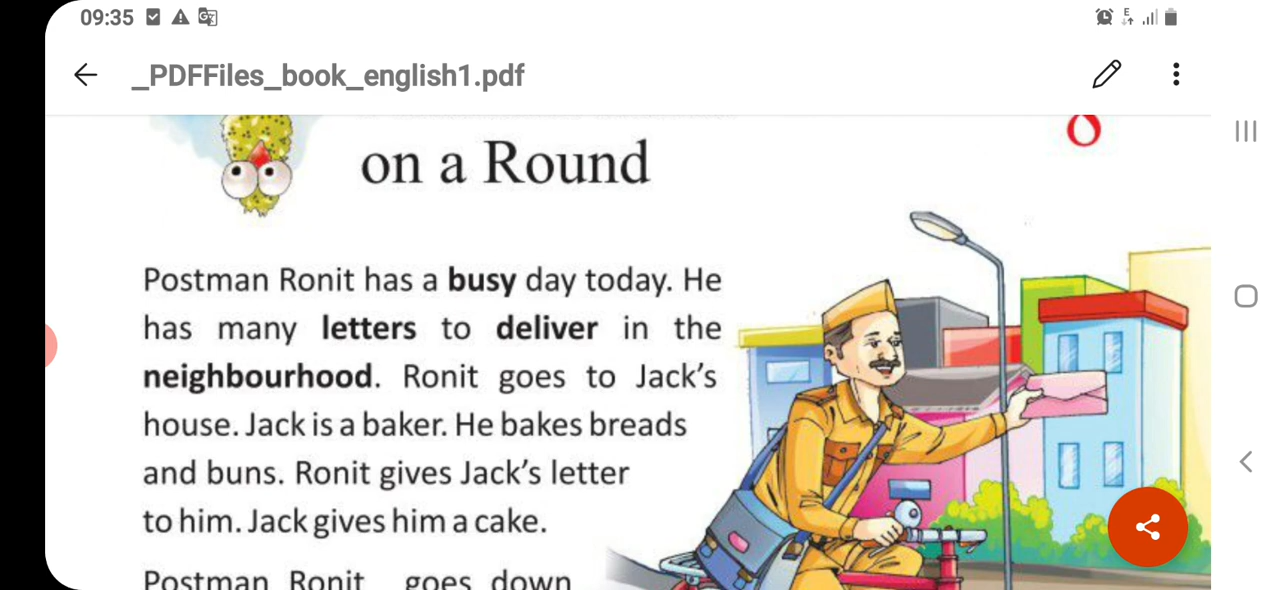 09:35
_PDFFiles_book_english1.pdf
on a Round
Postman Ronit has a busy day today. He
has many letters to deliver in the
neighbourhood. Ronit goes to Jack's
house. Jack is a baker. He bakes breads
and buns. Ronit gives Jack's letter
to him. Jack gives him a cake.
Postman Ronit goes down